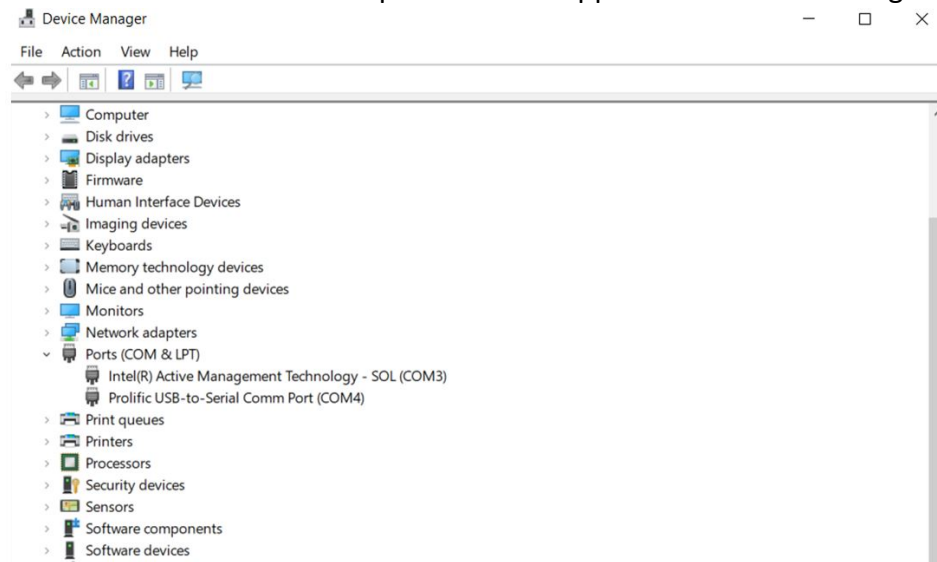 Device Manager
File Action View Help
Computer
Disk drives
Display adapters
Firmware
Human Interface Devices
Imaging devices
Keyboards
Memory technology devices
Mice and other pointing devices
Monitors
Network adapters
Ports (COM & LPT)
Intel(R) Active Management Technology - SOL (COM3)
Prolific USB-to-Serial Comm Port (COM4)
Print queues
Printers
Processors
Security devices
Sensors
Software components
Software devices